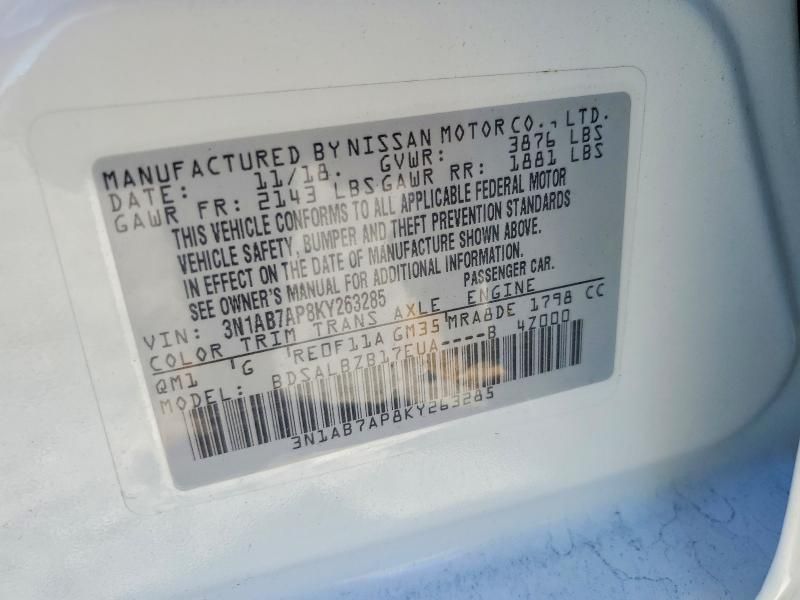 MANUFACTURED BY NISSAN MOTOR CO., LTD.
DATE: 11/18. GVWR: 3876 LBS
GAWR FR: 2143 LBS GAWR RR: 1881 LBS
THIS VEHICLE CONFORMS TO ALL APPLICABLE FEDERAL MOTOR
VEHICLE SAFETY, BUMPER AND THEFT PREVENTION STANDARDS
IN EFFECT ON THE DATE OF MANUFACTURE SHOWN ABOVE.
SEE OWNER'S MANUAL FOR ADDITIONAL INFORMATION.
VIN: 3N1AB7AP8KY263285 PASSENGER CAR.
COLOR TRIM TRANS AXLE ENGINE
QM1 G RE0F11A GM35 MRA8DE 1798 CC
MODEL: BDSALBZB17EUA----B 4Z000
3N1AB7AP8KY263285